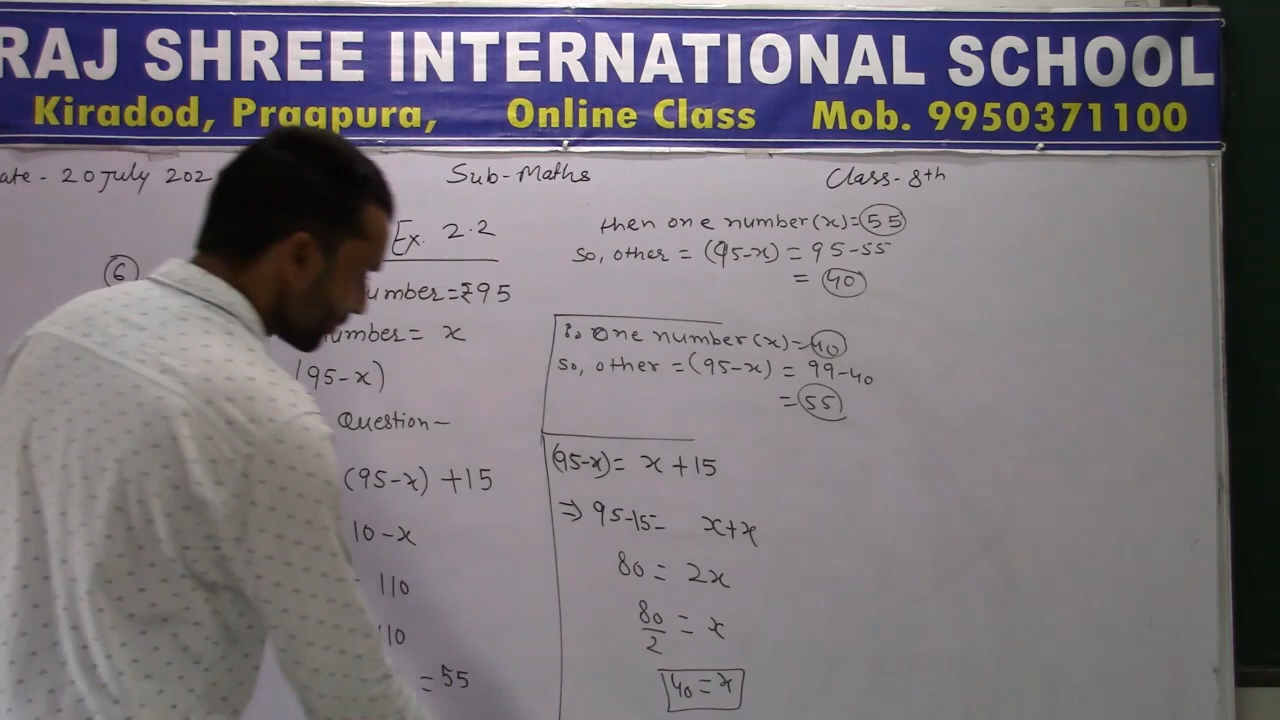 RAJ SHREE INTERNATIONAL SCHOOL
Kiradod, Pragpura, Online Class Mob. 9950371100
ate - 20 July 202
Sub-Maths
Class-8th
Ex. 2.2
6
umber=₹95
umber= x
(95-x)
Question-
(95-x) +15
10-x
= 110
110
= 55
then one number(x)=55
so, other = (95-x) = 95-55
= 40
one number(x)=40
so, other =(95-x) = 99-40
=55
(95-x)= x+15
⇒ 95-15= x+x
80 = 2x
80/2 = x
40=x